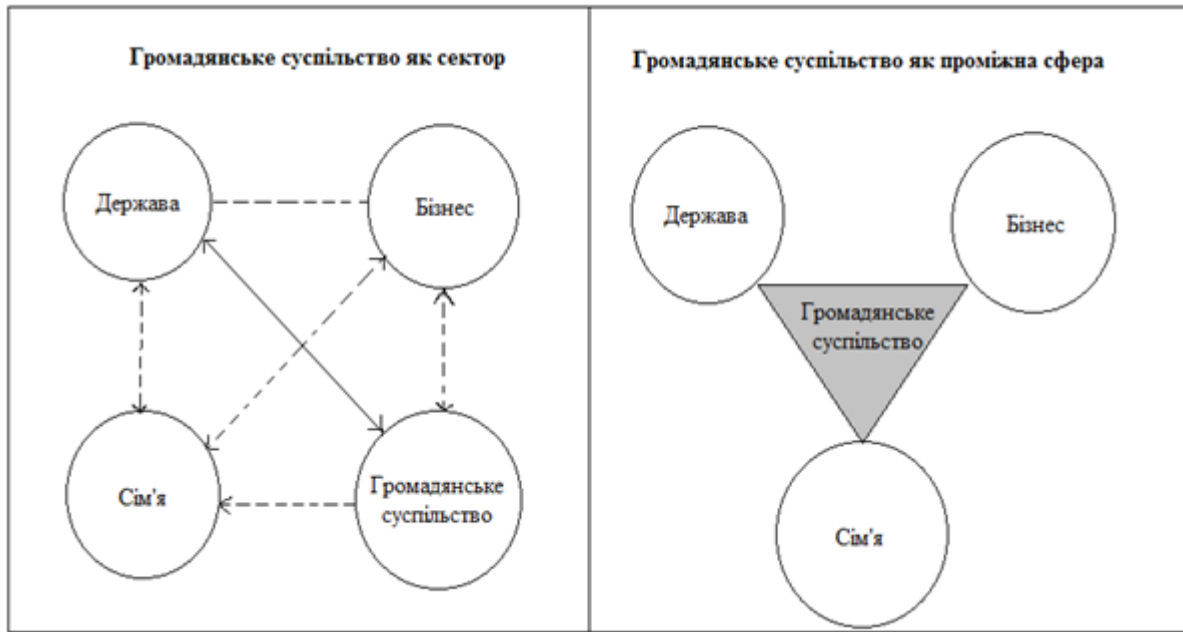 Громадянське суспільство як сектор
Держава
Бізнес
Сім'я
Громадянське
суспільство
Громадянське суспільство як проміжна сфера
Держава
Бізнес
Громадянське
суспільство
Сім'я